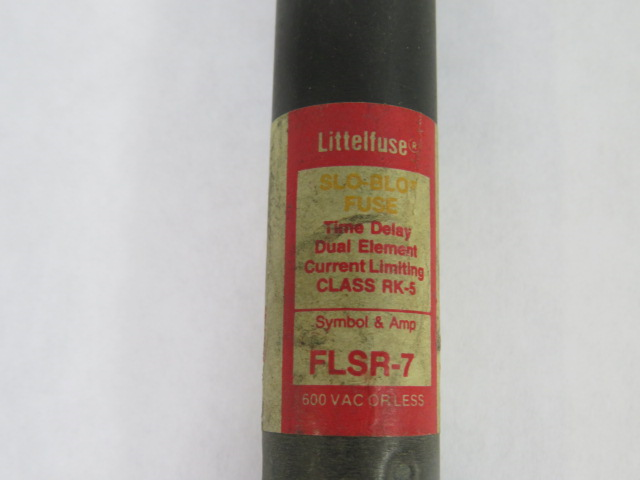 Littelfuse®
SLO-BLO®
FUSE
Time Delay
Dual Element
Current Limiting
CLASS RK-5
Symbol & Amp
FLSR-7
600 VAC OR LESS